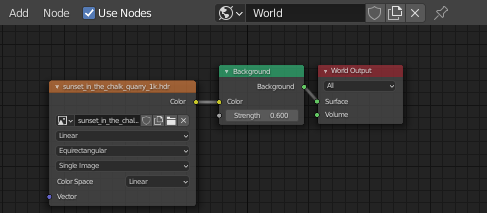 Add Node Use Nodes World
sunset_in_the_chalk_quarry_1k.hdr
Color
sunset_in_the_chal..
Linear
Equirectangular
Single Image
Color Space Linear
Vector
Background
Background
Color
Strength 0.600
World Output
All
Surface
Volume